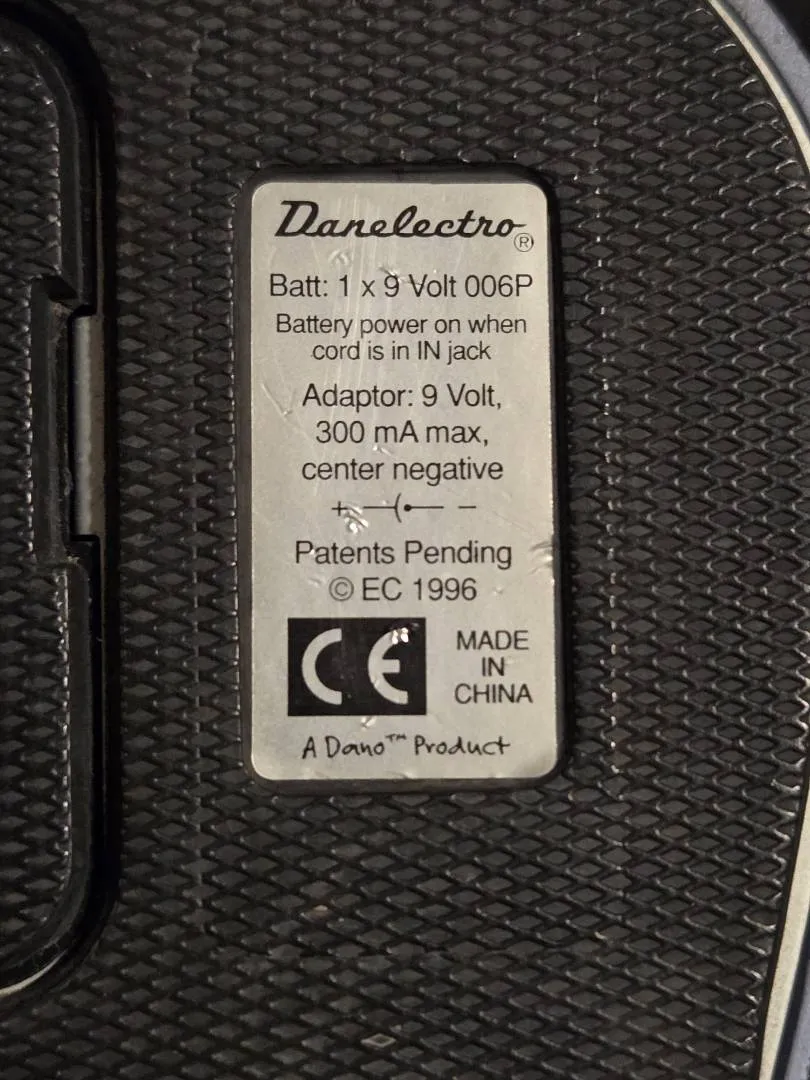 Danelectro®
Batt: 1 x 9 Volt 006P
Battery power on when
cord is in IN jack
Adaptor: 9 Volt,
300 mA max,
center negative
+ −
Patents Pending
© EC 1996
CE
MADE
IN
CHINA
A Dano™ Product